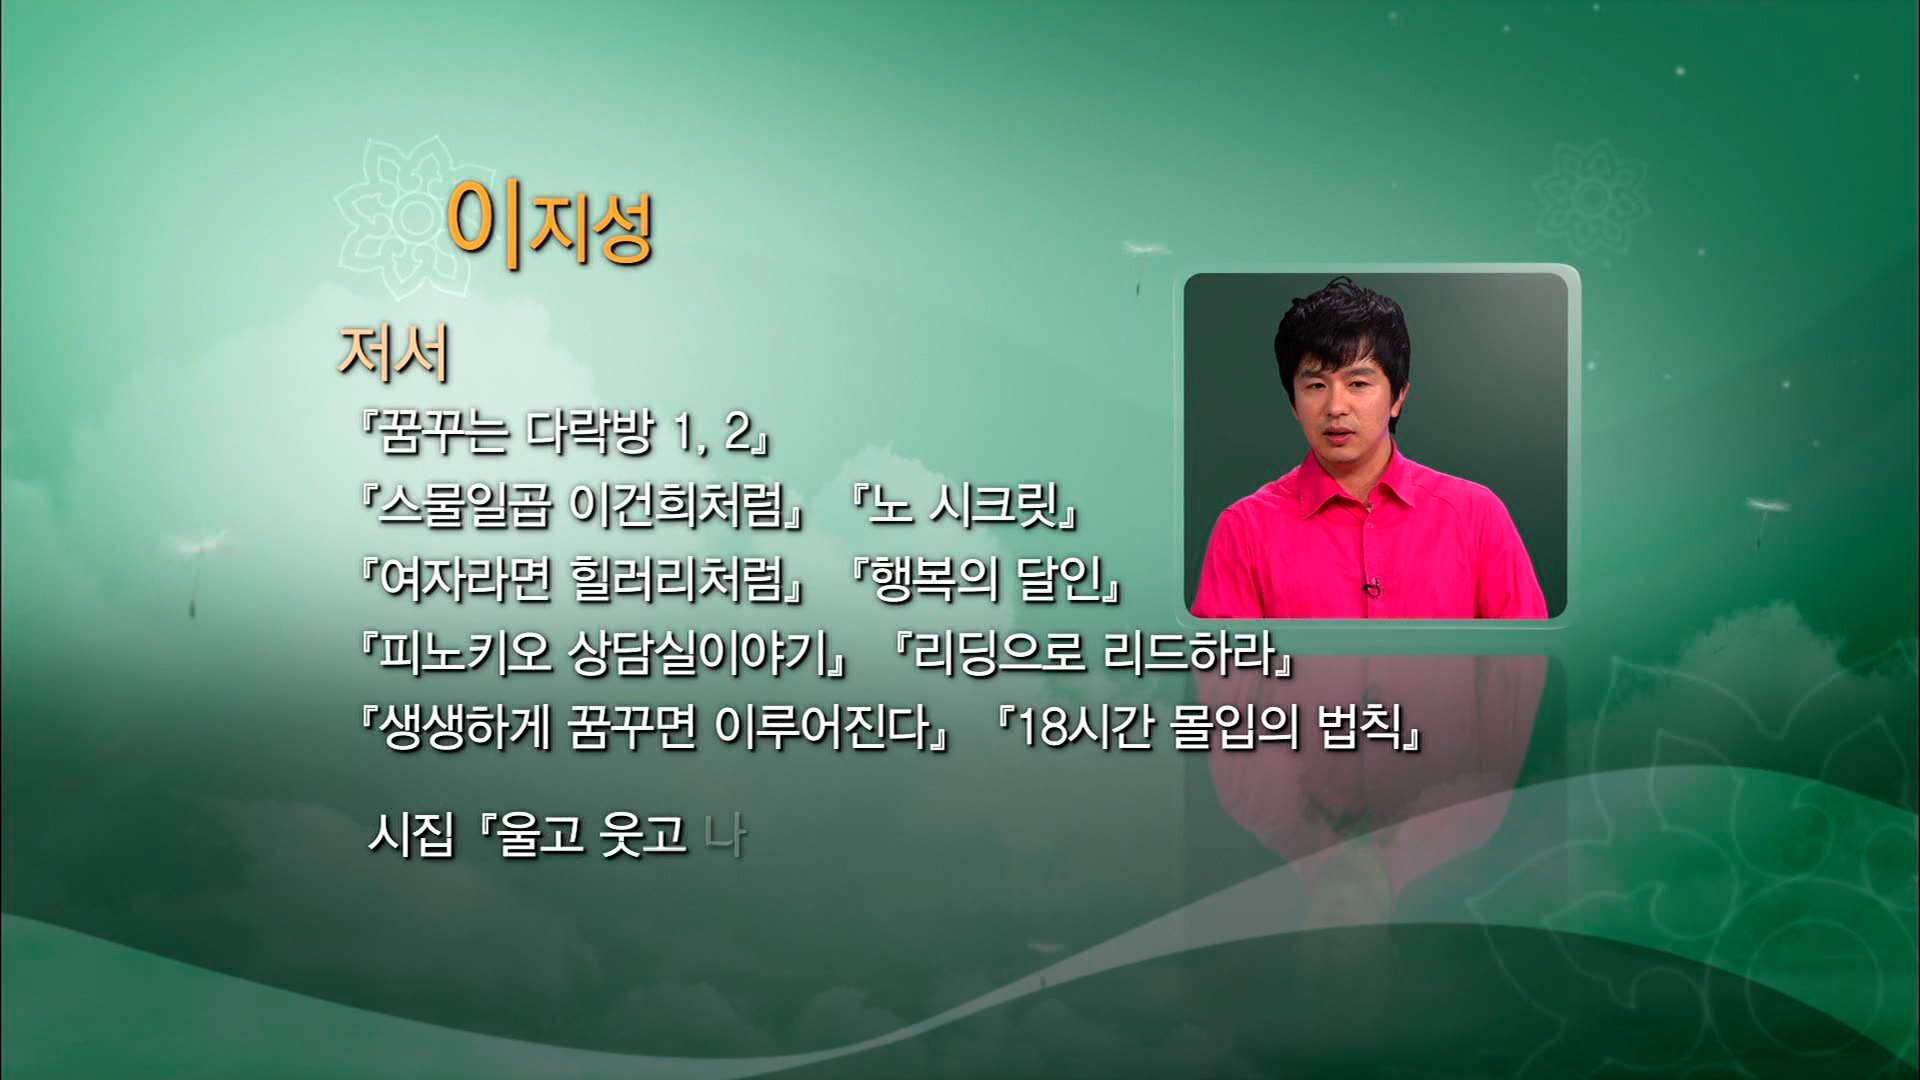 이지성
저서
『꿈꾸는 다락방 1, 2』
『스물일곱 이건희처럼』 『노 시크릿』
『여자라면 힐러리처럼』 『행복의 달인』
『피노키오 상담실이야기』 『리딩으로 리드하라』
『생생하게 꿈꾸면 이루어진다』 『18시간 몰입의 법칙』
시집 『울고 웃고 나